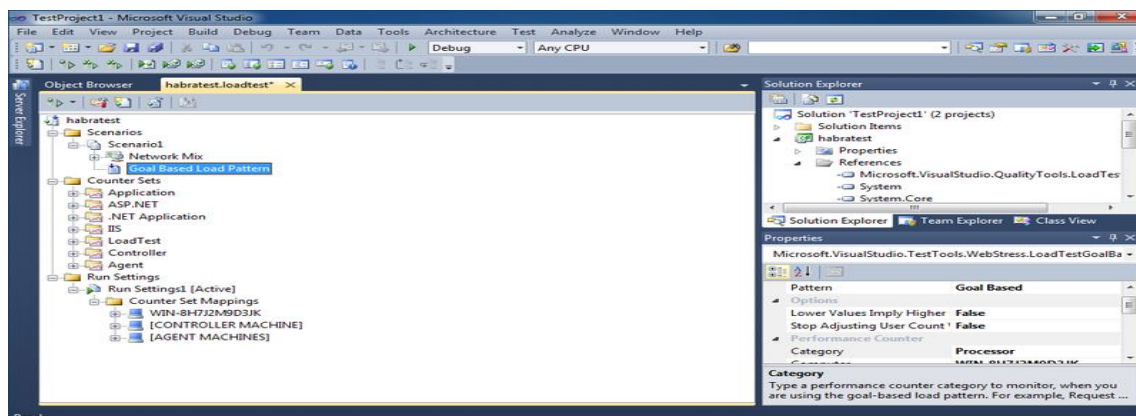 TestProject1 - Microsoft Visual Studio
File Edit View Project Build Debug Team Data Tools Architecture Test Analyze Window Help
Debug Any CPU
Server Explorer
Object Browser habratest.loadtest*
habratest
Scenarios
Scenario1
Network Mix
Goal Based Load Pattern
Counter Sets
Application
ASP.NET
.NET Application
IIS
LoadTest
Controller
Agent
Run Settings
Run Settings1 [Active]
Counter Set Mappings
WIN-8H7J2M9D3JK
[CONTROLLER MACHINE]
[AGENT MACHINES]
Solution Explorer
Solution 'TestProject1' (2 projects)
Solution Items
habratest
Properties
References
Microsoft.VisualStudio.QualityTools.LoadTes
System
System.Core
Solution Explorer Team Explorer Class View
Properties
Microsoft.VisualStudio.TestTools.WebStress.LoadTestGoalBa
Pattern Goal Based
Options
Lower Values Imply Higher False
Stop Adjusting User Count False
Performance Counter
Category Processor
Category
Type a performance counter category to monitor, when you
are using the goal-based load pattern. For example, Request ...